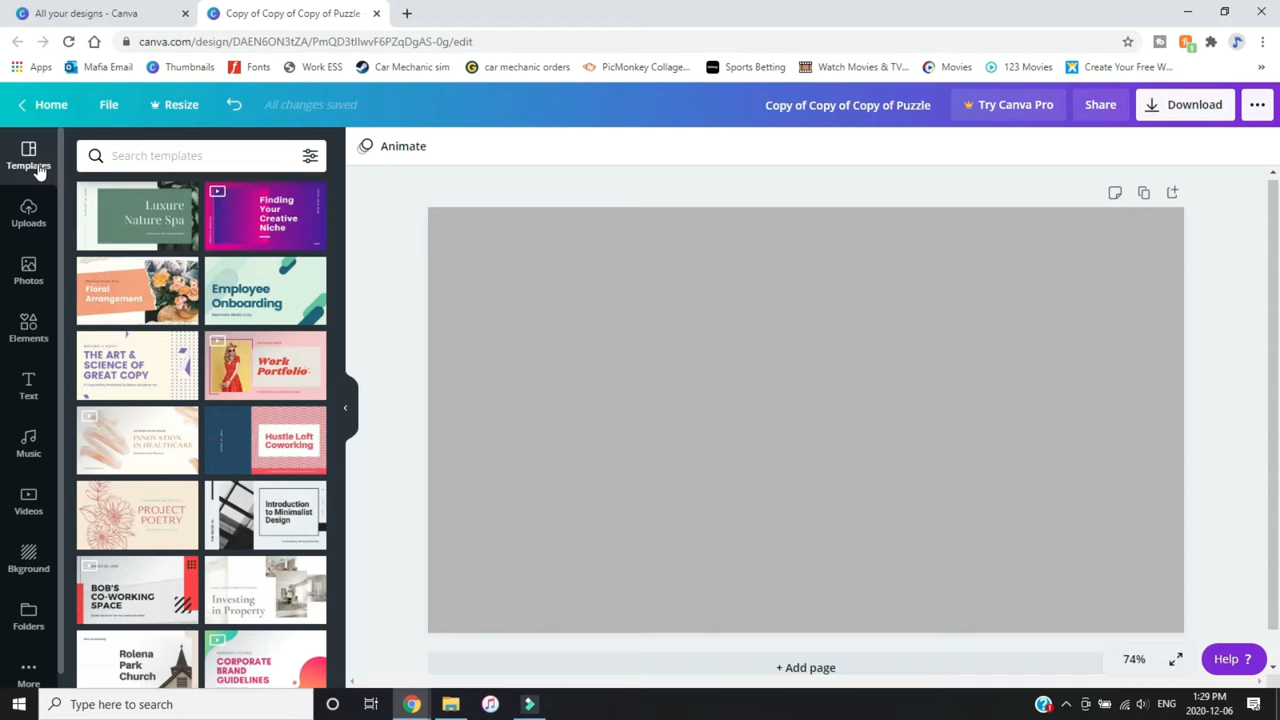 All your designs - Canva
Copy of Copy of Copy of Puzzle
canva.com/design/DAEN6ON3tZA/PmQD3tIlwvF6PZqDgAS-0g/edit
Apps
Mafia Email
Thumbnails
Fonts
Work ESS
Car Mechanic sim
car mechanic orders
PicMonkey Collage...
Sports Betting
Watch Movies & TV...
Movies
123 Movies
Create Your Free W...
Home
File
Resize
All changes saved
Copy of Copy of Copy of Puzzle
Try Canva Pro
Share
Download
Templates
Uploads
Photos
Elements
Text
Music
Videos
Bkground
Folders
More
Search templates
Animate
Luxure
Nature Spa
Finding
Your
Creative
Niche
Floral
Arrangement
Employee
Onboarding
THE ART &
SCIENCE OF
GREAT COPY
Work
Portfolio
INNOVATION
IN HEALTHCARE
Hustle Loft
Coworking
PROJECT
POETRY
Introduction
to Minimalist
Design
BOB'S
CO-WORKING
SPACE
Investing
in Property
Rolena
Park
Church
CORPORATE
BRAND
GUIDELINES
+ Add page
74%
Help ?
Type here to search
ENG
1:29 PM
2020-12-06